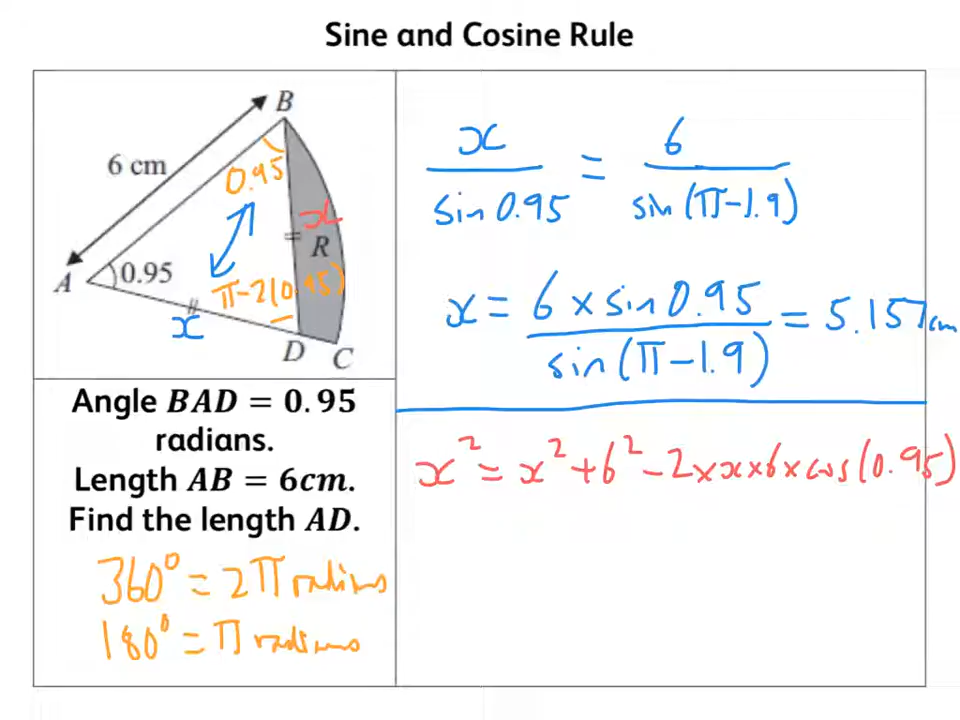 Sine and Cosine Rule
B
6 cm
0.95
x
R
A
0.95
π-2(0.95)
x
D
C
x / sin 0.95 = 6 / sin(π-1.9)
x = 6 × sin 0.95 / sin(π-1.9) = 5.157cm
x² = x² + 6² - 2 × x × 6 × cos(0.95)
Angle BAD = 0.95
radians.
Length AB = 6cm.
Find the length AD.
360° = 2π radians
180° = π radians